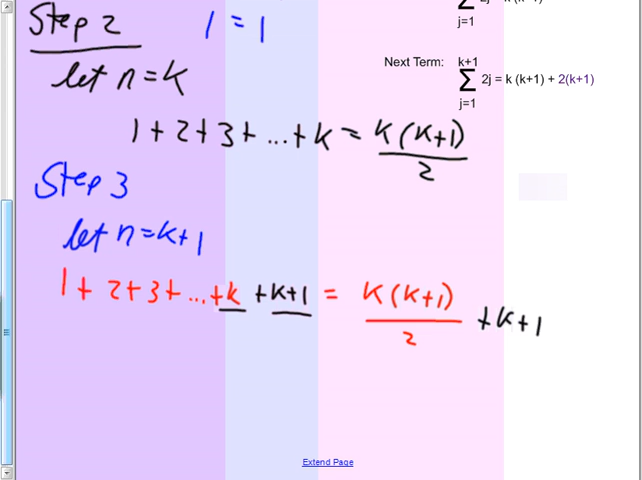 Step 2
1 = 1
let n = k
1 + 2 + 3 + ... + k = k(k+1)/2
Step 3
let n = k+1
1 + 2 + 3 + ... + k + k+1 = k(k+1)/2 + k+1
j=1
Next Term:
k+1
∑ 2j = k (k+1) + 2(k+1)
j=1
Extend Page